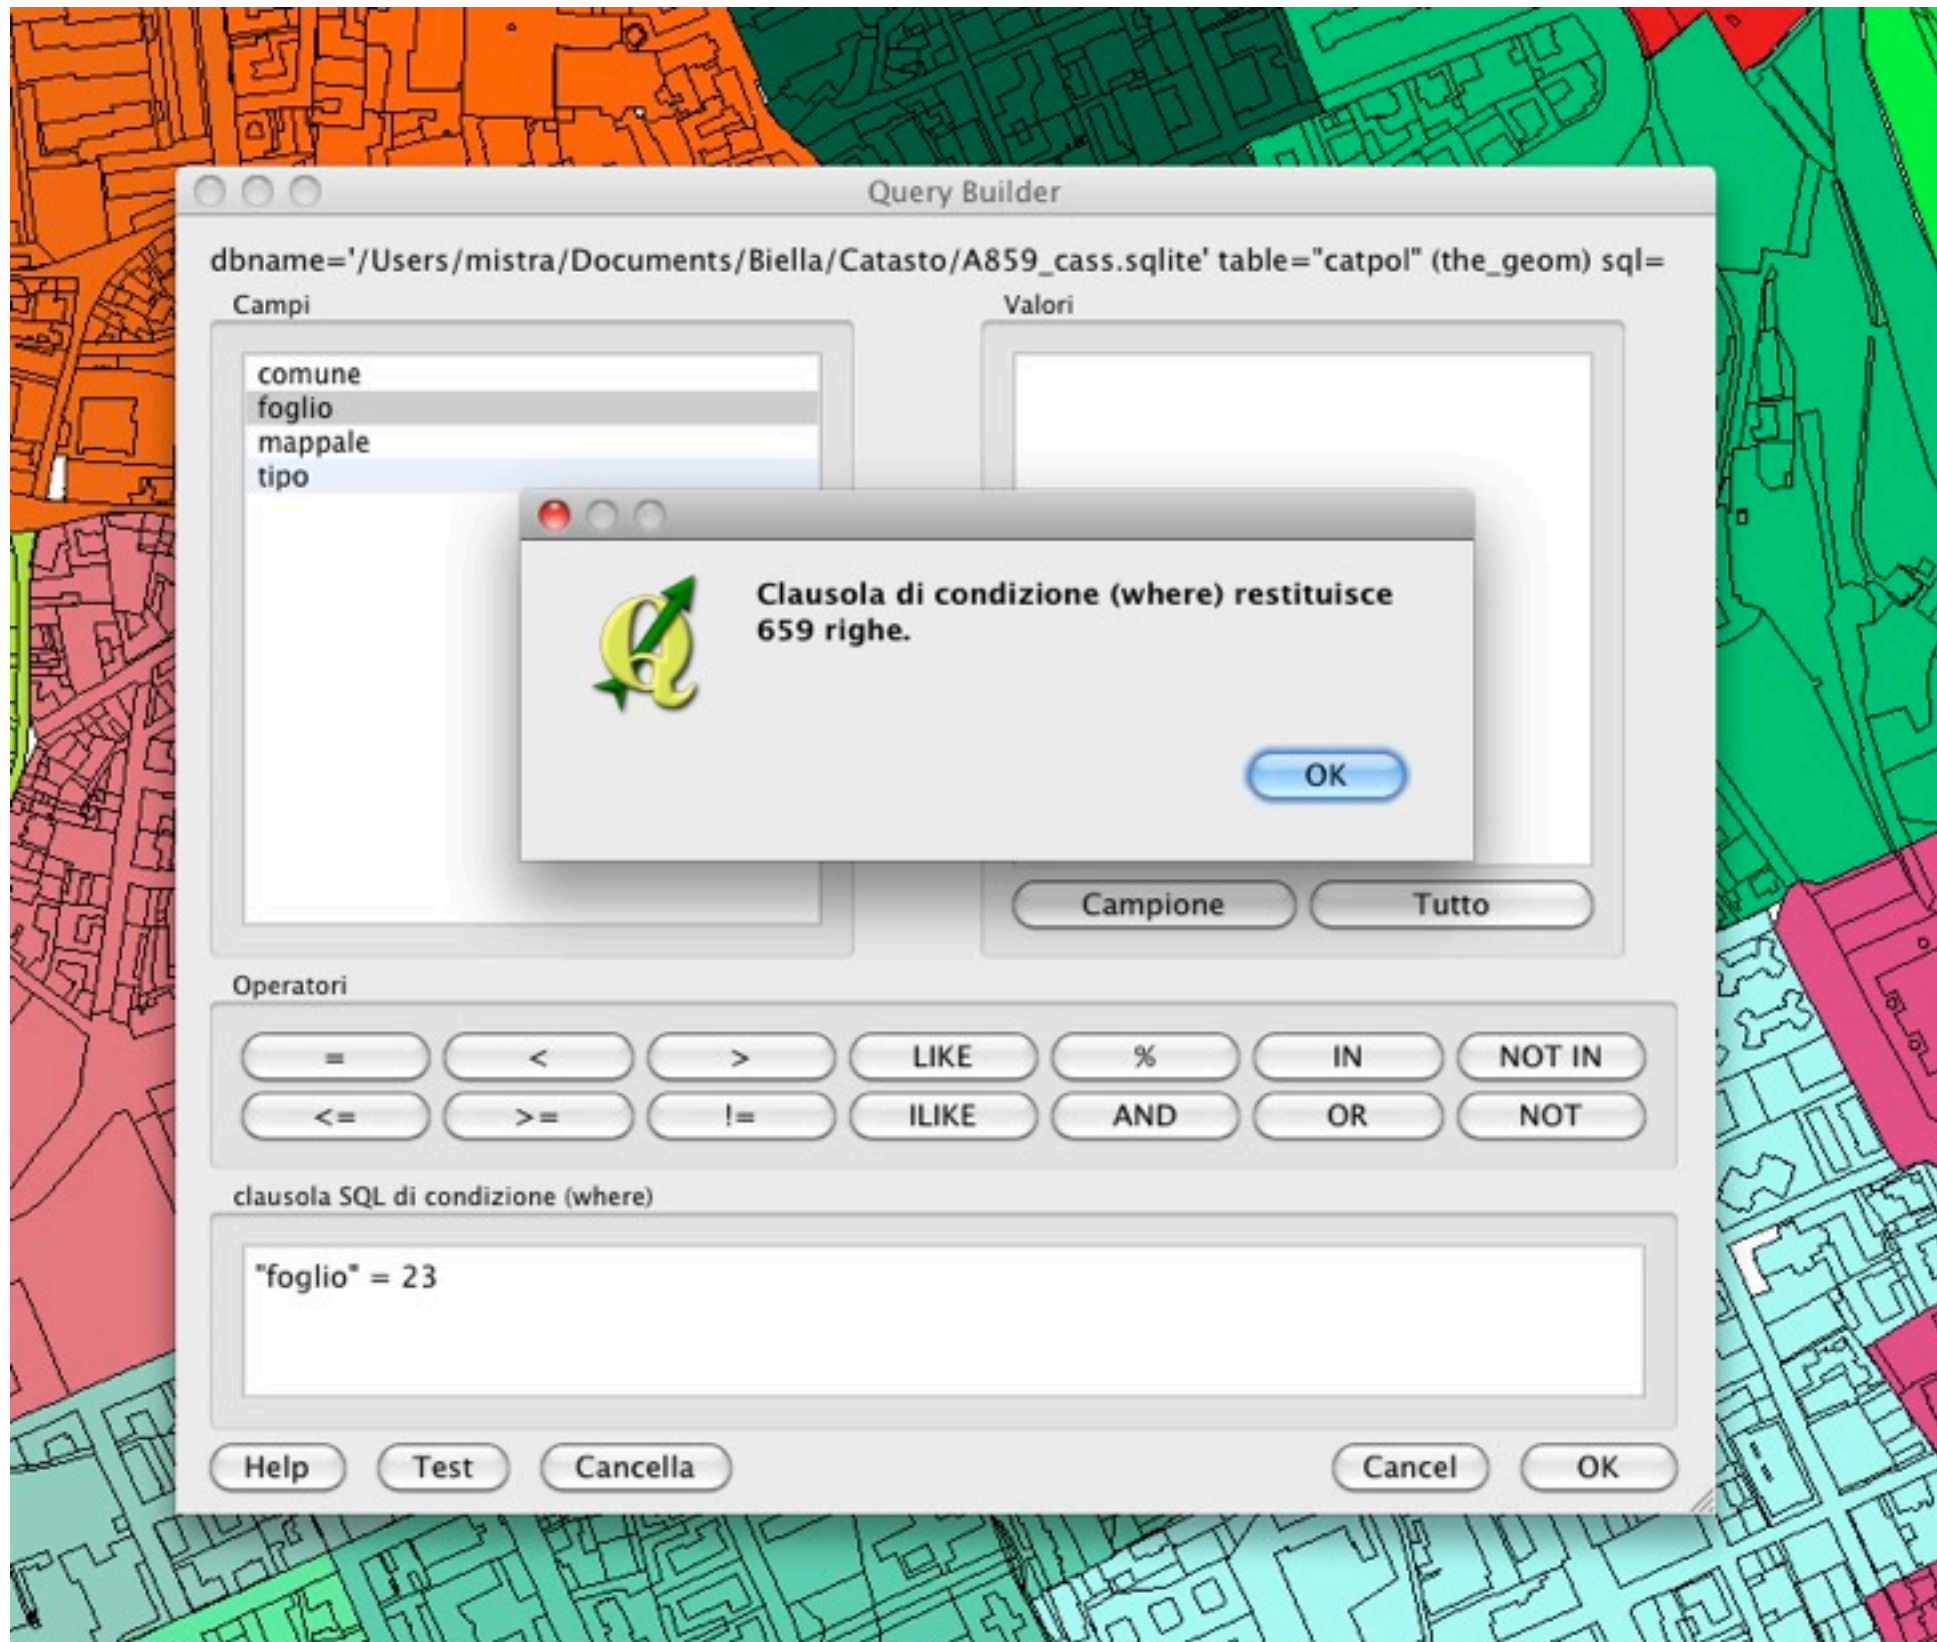 Query Builder
dbname='/Users/mistra/Documents/Biella/Catasto/A859_cass.sqlite' table="catpol" (the_geom) sql=
Campi
Valori
comune
foglio
mappale
tipo
Clausola di condizione (where) restituisce
659 righe.
OK
Campione
Tutto
Operatori
= < > LIKE % IN NOT IN
<= >= != ILIKE AND OR NOT
clausola SQL di condizione (where)
"foglio" = 23
Help Test Cancella Cancel OK